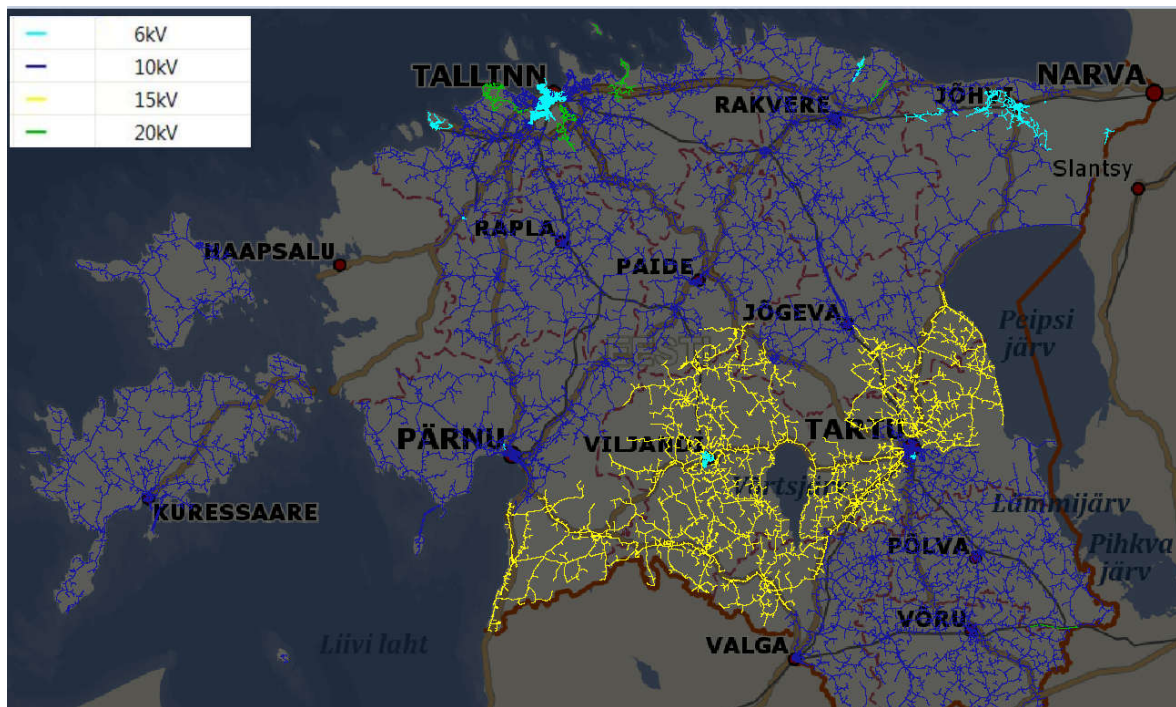 6kV
10kV
15kV
20kV
TALLINN
NARVA
JÕHVI
RAKVERE
Slantsy
HAAPSALU
RAPLA
PAIDE
JÕGEVA
Peipsi
järv
EESTI
PÄRNU
VILJANDI
TARTU
Võrtsjärv
KURESSAARE
Lämmijärv
PÕLVA
Pihkva
järv
VÕRU
Liivi laht
VALGA